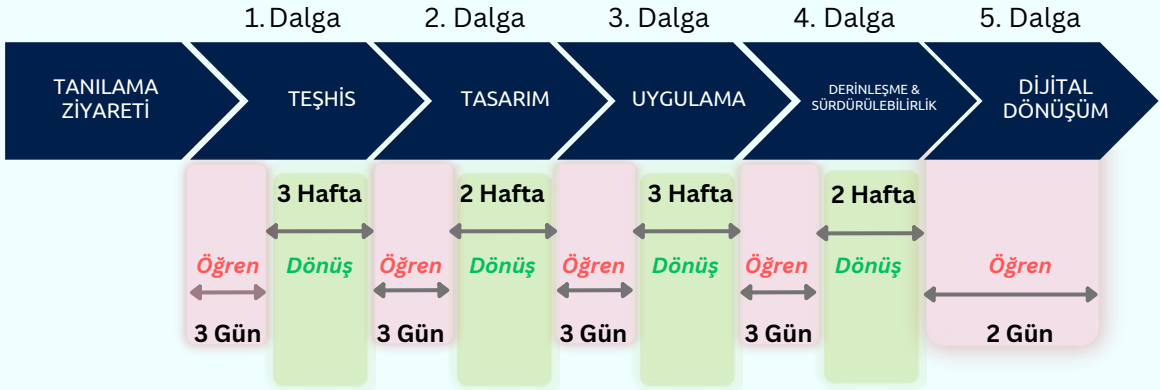 1. Dalga
2. Dalga
3. Dalga
4. Dalga
5. Dalga
TANILAMA
ZİYARETİ
TEŞHİS
TASARIM
UYGULAMA
DERİNLEŞME &
SÜRDÜRÜLEBİLİRLİK
DİJİTAL
DÖNÜŞÜM
3 Hafta
2 Hafta
3 Hafta
2 Hafta
Öğren
Dönüş
Öğren
Dönüş
Öğren
Dönüş
Öğren
Dönüş
Öğren
3 Gün
3 Gün
3 Gün
3 Gün
2 Gün